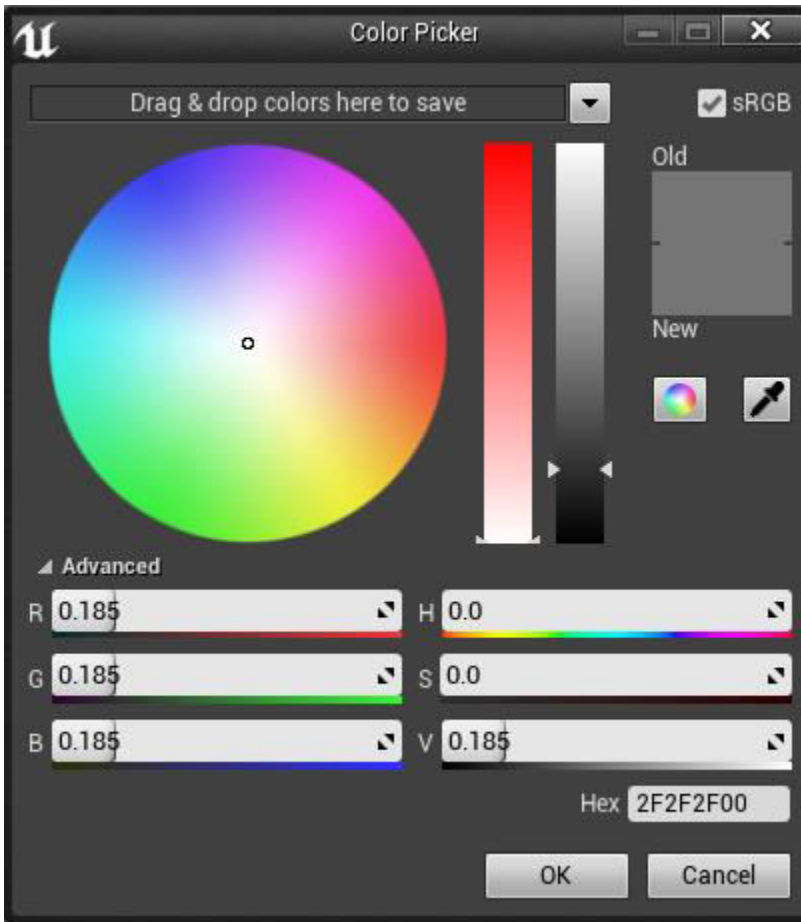 Color Picker
Drag & drop colors here to save
sRGB
Old
New
Advanced
R 0.185
H 0.0
G 0.185
S 0.0
B 0.185
V 0.185
Hex 2F2F2F00
OK
Cancel